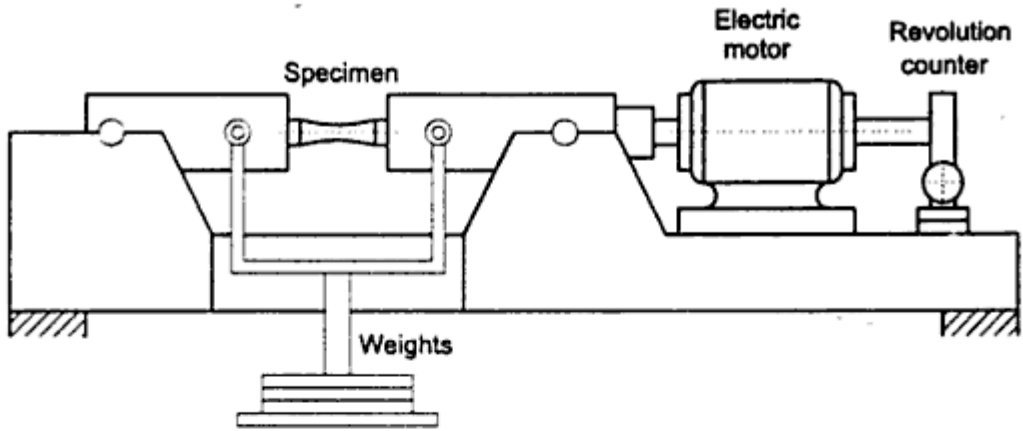 Electric
motor
Revolution
counter
Specimen
Weights